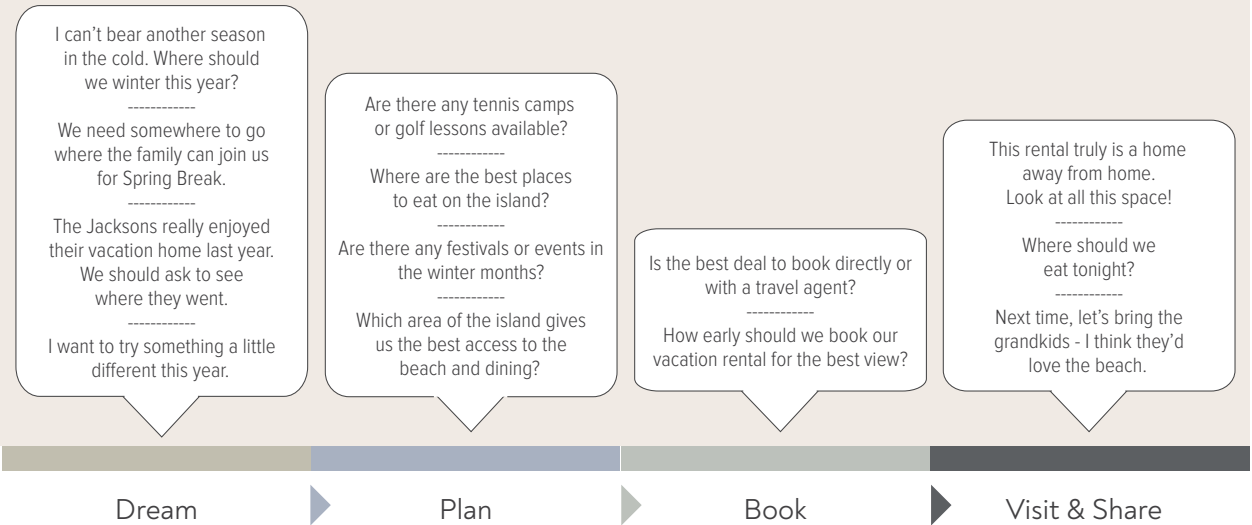 I can't bear another season
in the cold. Where should
we winter this year?
------------
We need somewhere to go
where the family can join us
for Spring Break.
------------
The Jacksons really enjoyed
their vacation home last year.
We should ask to see
where they went.
------------
I want to try something a little
different this year.
Are there any tennis camps
or golf lessons available?
------------
Where are the best places
to eat on the island?
------------
Are there any festivals or events in
the winter months?
------------
Which area of the island gives
us the best access to the
beach and dining?
Is the best deal to book directly or
with a travel agent?
------------
How early should we book our
vacation rental for the best view?
This rental truly is a home
away from home.
Look at all this space!
------------
Where should we
eat tonight?
------------
Next time, let's bring the
grandkids - I think they'd
love the beach.
Dream
Plan
Book
Visit & Share